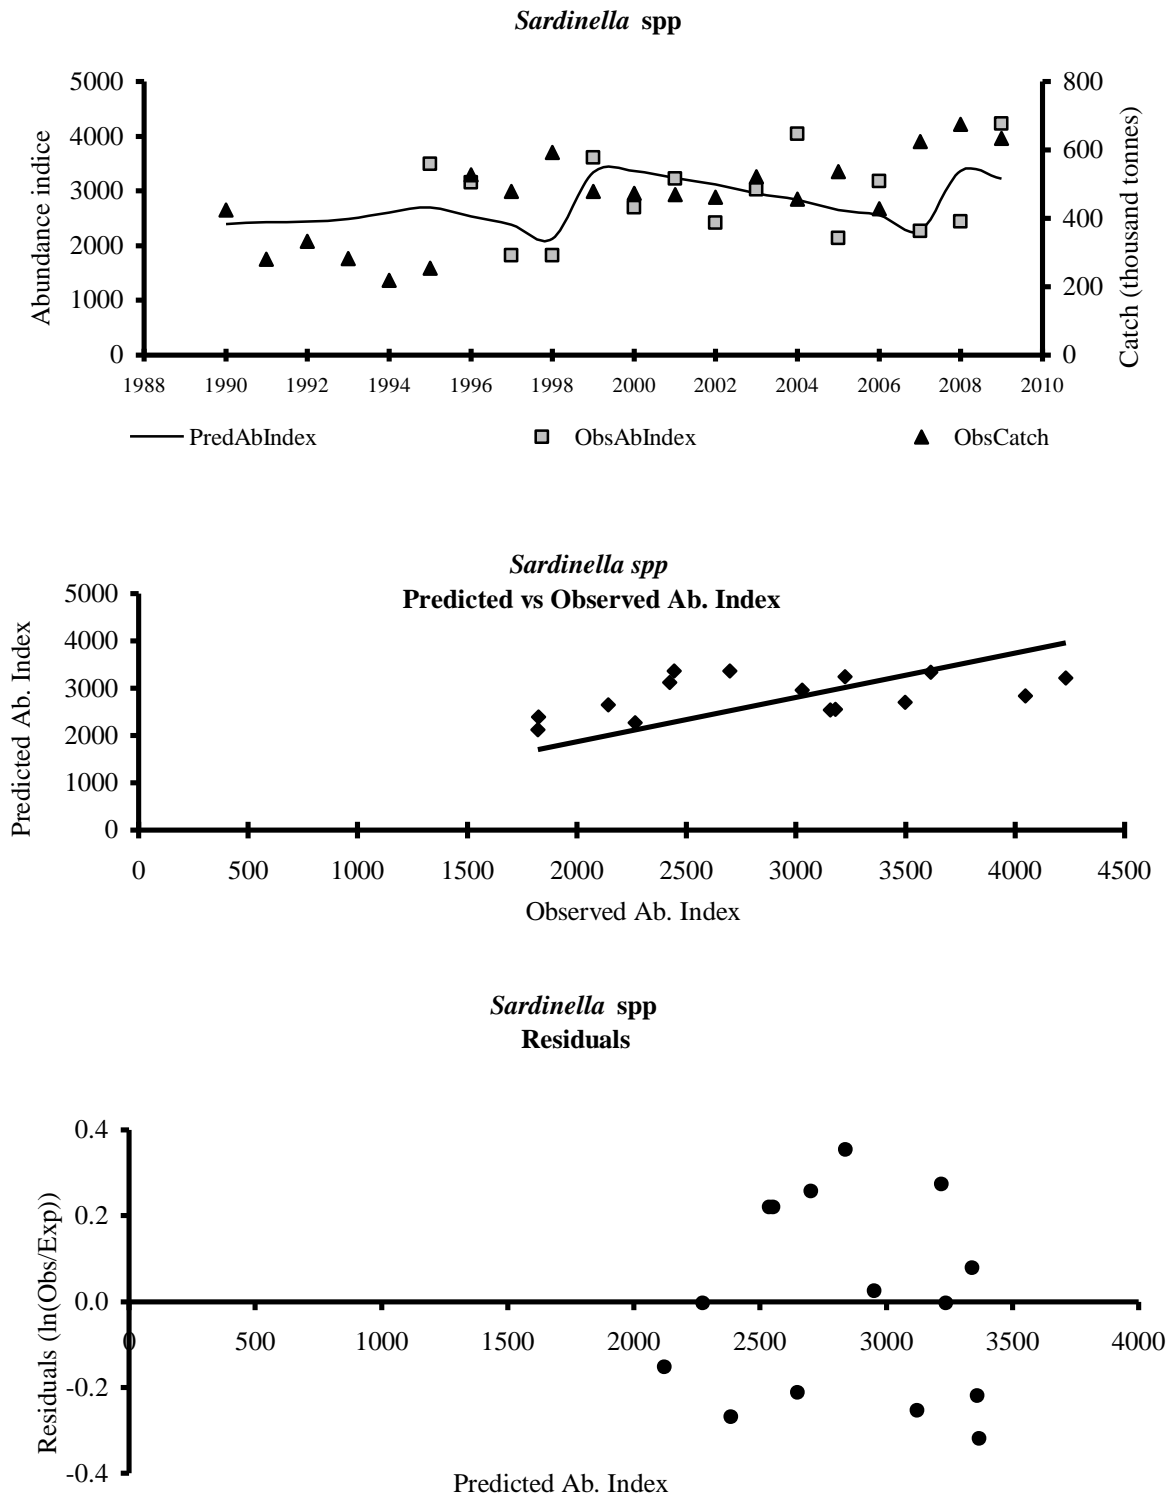 Sardinella spp
5000
4000
3000
2000
1000
0
Abundance indice
800
600
400
200
0
Catch (thousand tonnes)
1988 1990 1992 1994 1996 1998 2000 2002 2004 2006 2008 2010
PredAbIndex ObsAbIndex ObsCatch
Sardinella spp
Predicted vs Observed Ab. Index
5000
4000
3000
2000
1000
0
Predicted Ab. Index
0 500 1000 1500 2000 2500 3000 3500 4000 4500
Observed Ab. Index
Sardinella spp
Residuals
0.4
0.2
0.0
-0.2
-0.4
Residuals (ln(Obs/Exp))
0 500 1000 1500 2000 2500 3000 3500 4000
Predicted Ab. Index